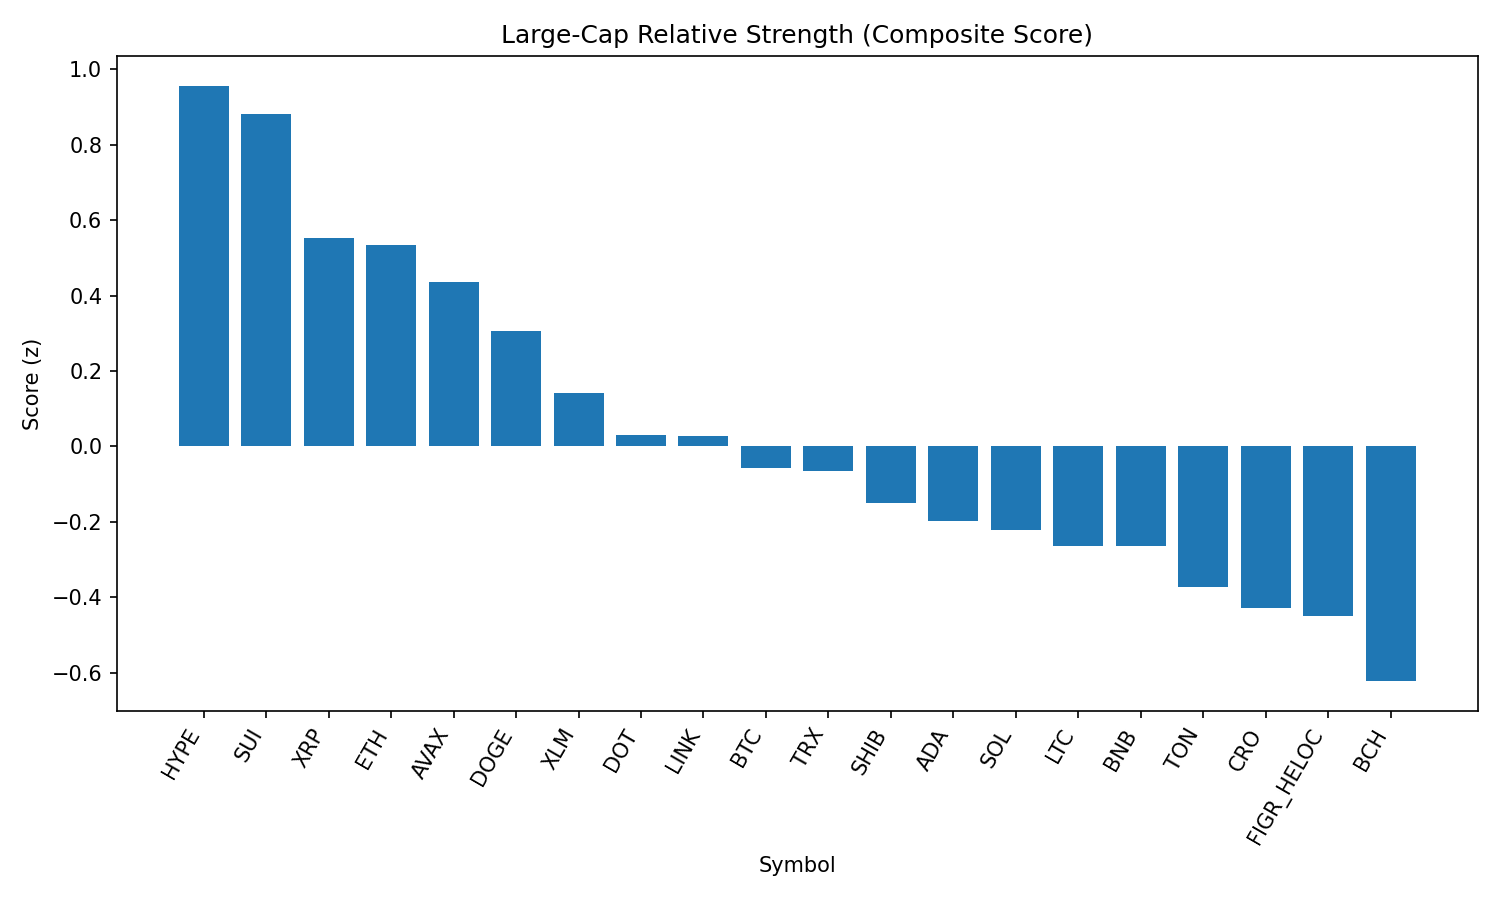 Large-Cap Relative Strength (Composite Score)
Score (z)
1.0
0.8
0.6
0.4
0.2
0.0
−0.2
−0.4
−0.6
HYPE
SUI
XRP
ETH
AVAX
DOGE
XLM
DOT
LINK
BTC
TRX
SHIB
ADA
SOL
LTC
BNB
TON
CRO
FIGR_HELOC
BCH
Symbol